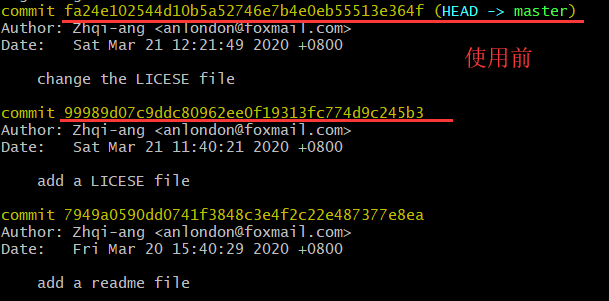 commit fa24e102544d10b5a52746e7b4e0eb55513e364f (HEAD -> master)
Author: Zhqi-ang <anlondon@foxmail.com>
Date:   Sat Mar 21 12:21:49 2020 +0800
使用前
change the LICESE file
commit 99989d07c9ddc80962ee0f19313fc774d9c245b3
Author: Zhqi-ang <anlondon@foxmail.com>
Date:   Sat Mar 21 11:40:21 2020 +0800
add a LICESE file
commit 7949a0590dd0741f3848c3e4f2c22e487377e8ea
Author: Zhqi-ang <anlondon@foxmail.com>
Date:   Fri Mar 20 15:40:29 2020 +0800
add a readme file